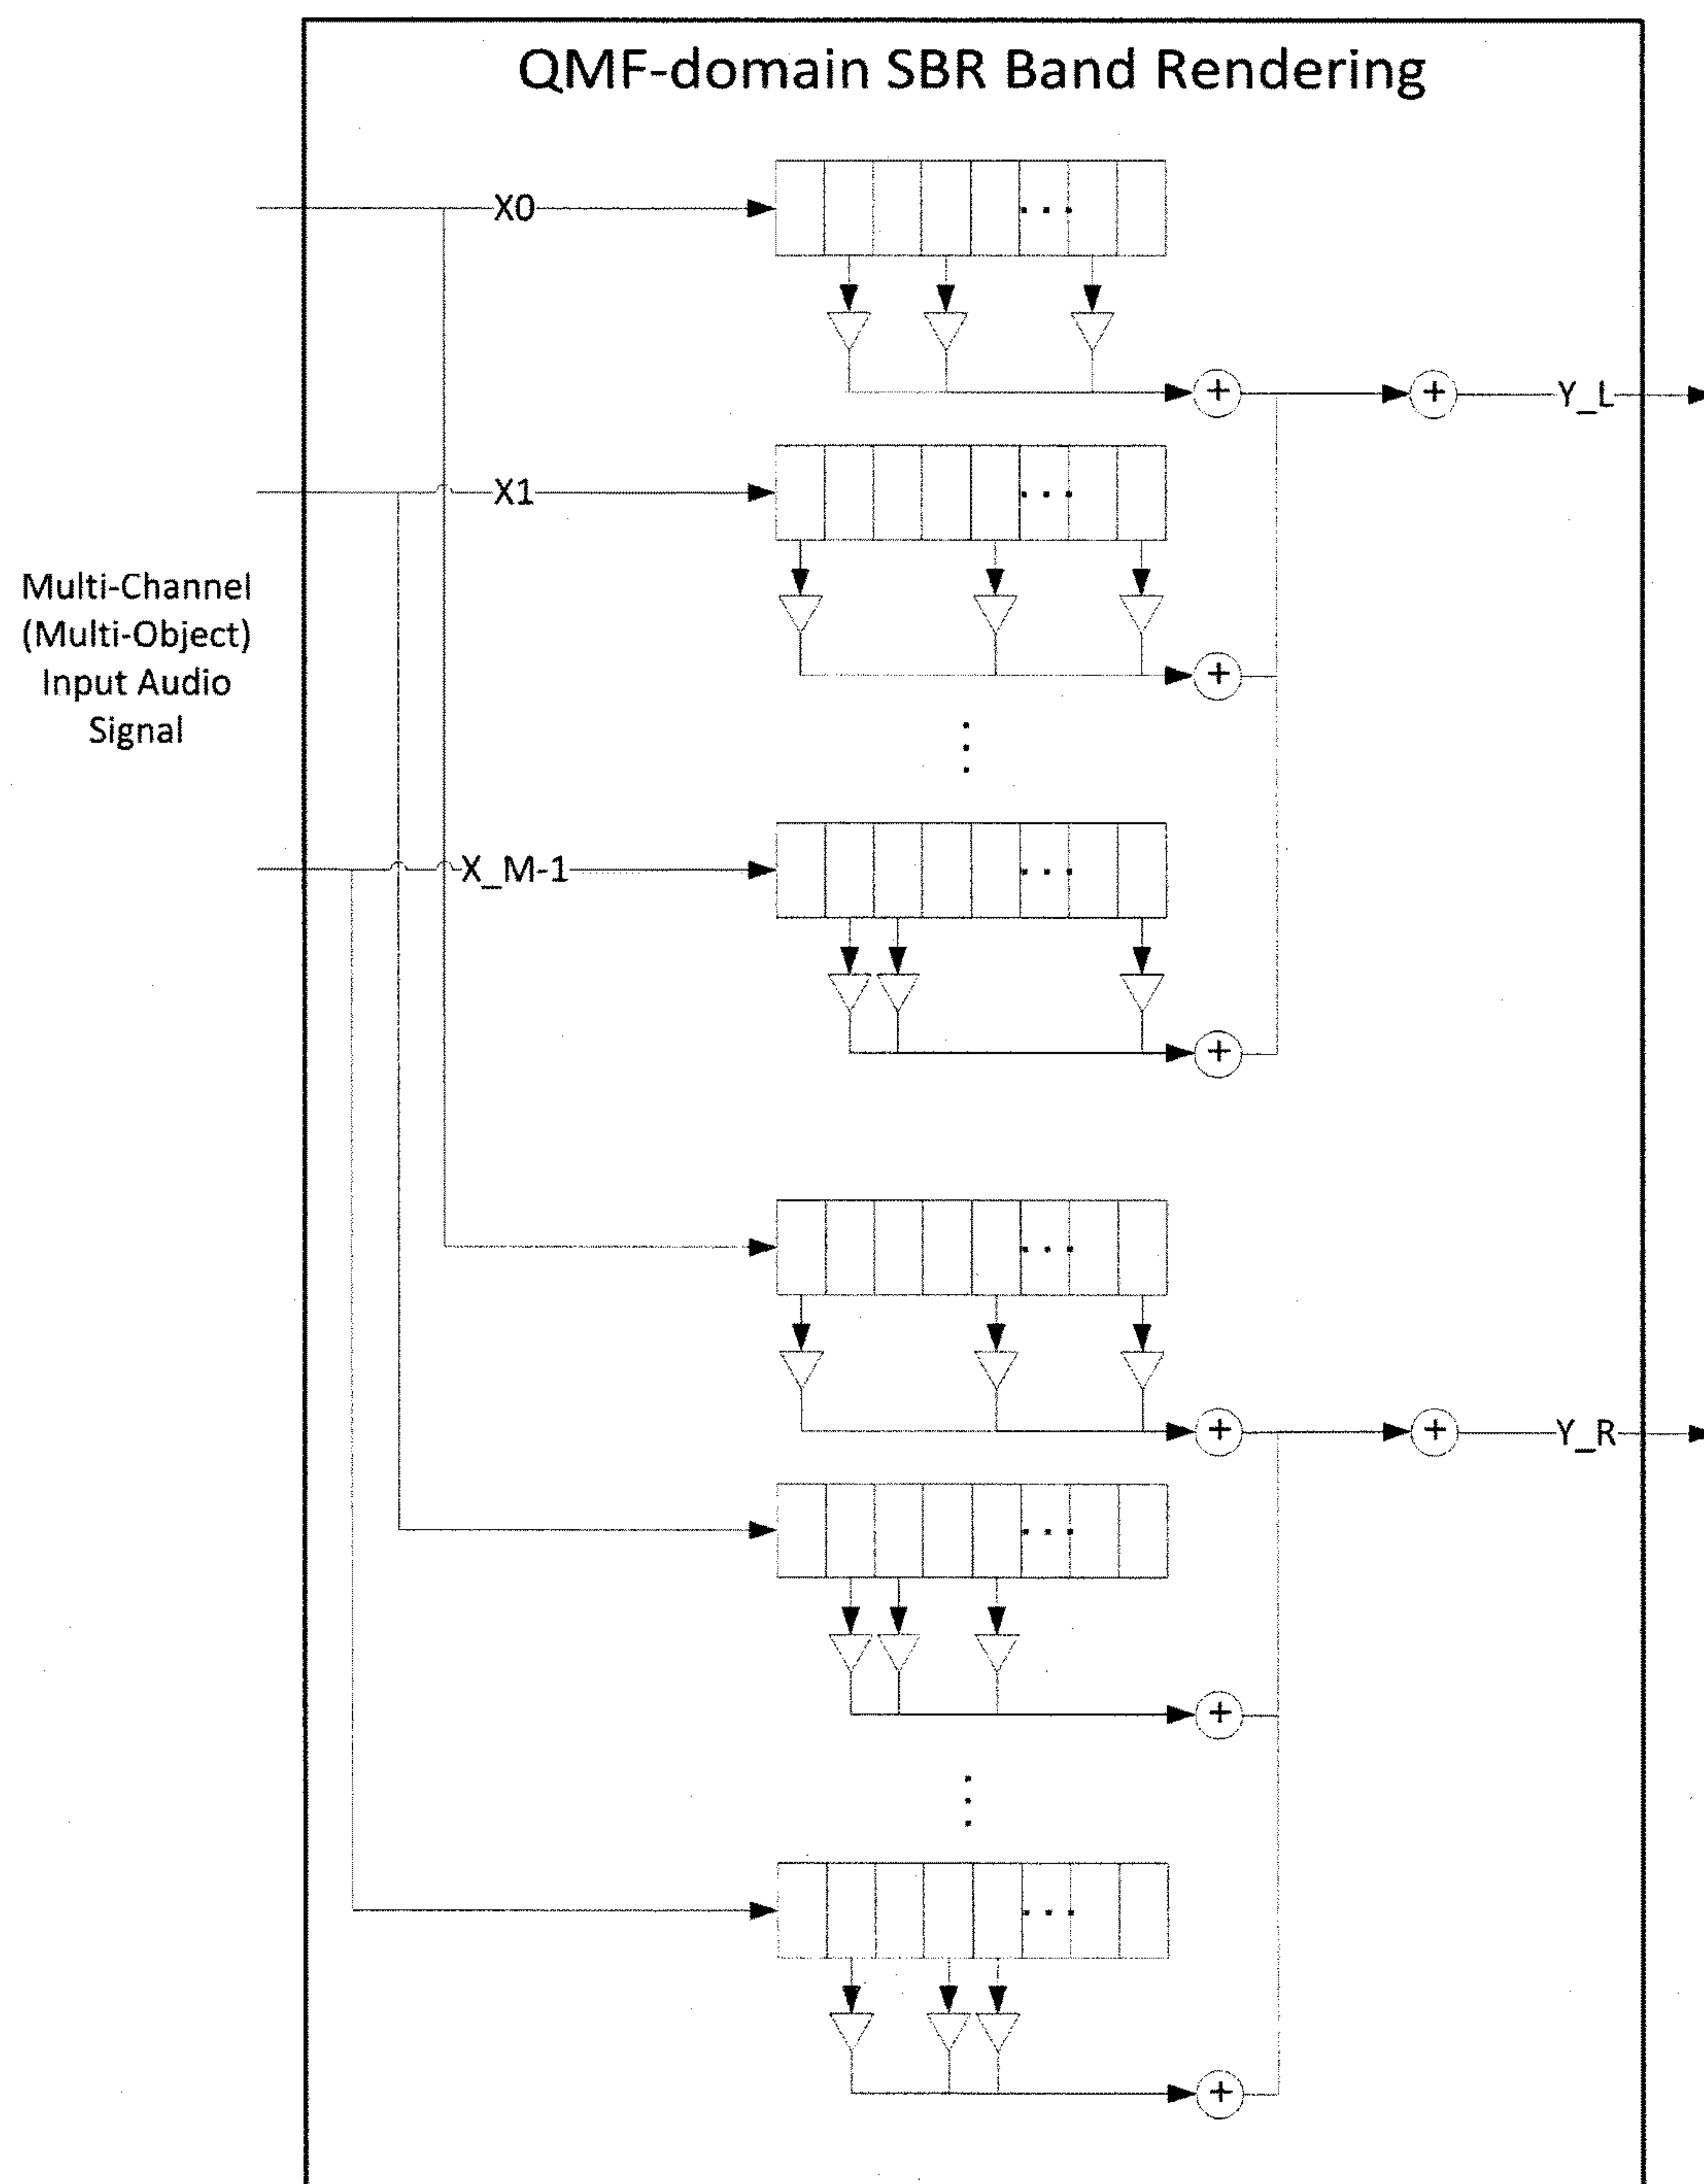 QMF-domain SBR Band Rendering
X0
Y_L
X1
Multi-Channel
(Multi-Object)
Input Audio
Signal
X_M-1
Y_R